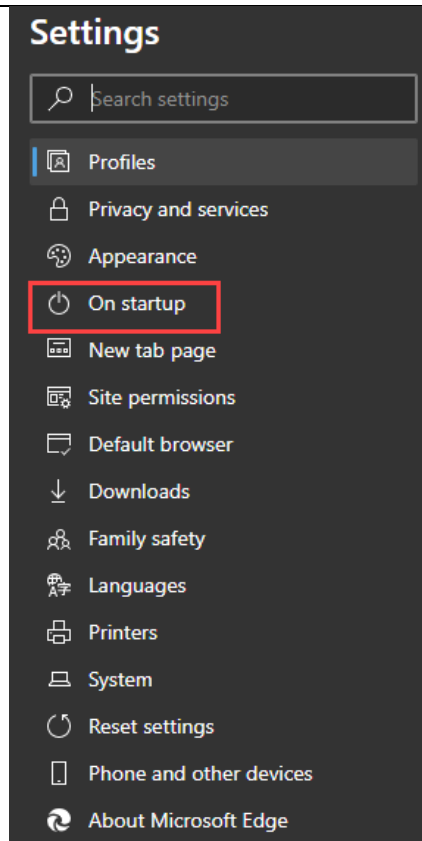 Settings
Search settings
Profiles
Privacy and services
Appearance
On startup
New tab page
Site permissions
Default browser
Downloads
Family safety
Languages
Printers
System
Reset settings
Phone and other devices
About Microsoft Edge